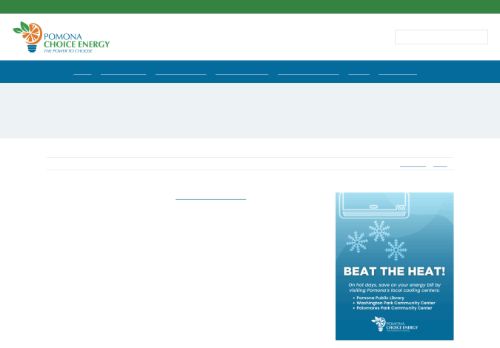 POMONA
CHOICE ENERGY
THE POWER TO CHOOSE
BEAT THE HEAT!
On hot days, save on your energy bill by
visiting Pomona's local cooling centers:
• Pomona Public Library
• Washington Park Community Center
• Palomares Park Community Center
POMONA
CHOICE ENERGY